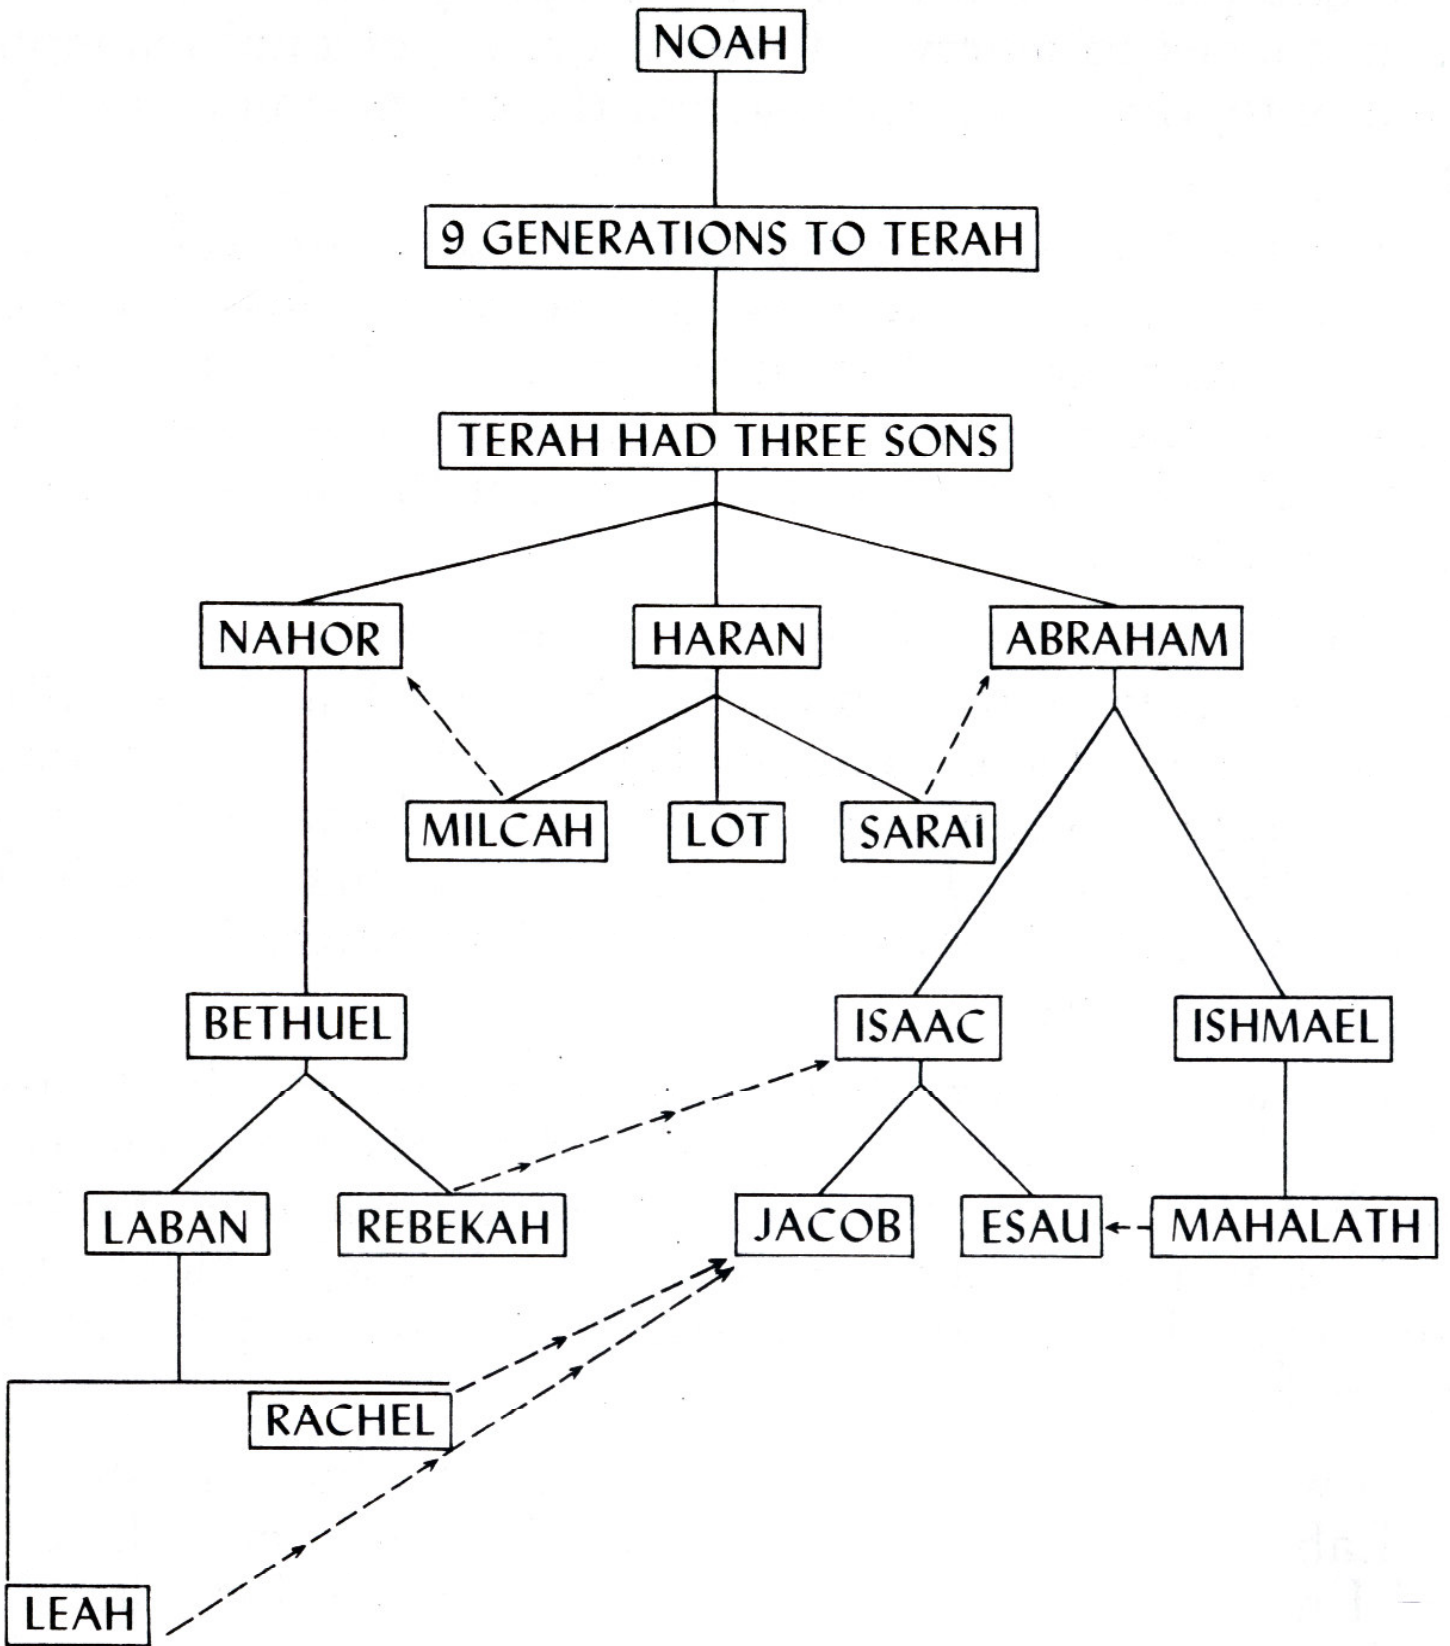 NOAH
9 GENERATIONS TO TERAH
TERAH HAD THREE SONS
NAHOR
HARAN
ABRAHAM
MILCAH
LOT
SARAI
BETHUEL
ISAAC
ISHMAEL
LABAN
REBEKAH
JACOB
ESAU
MAHALATH
RACHEL
LEAH